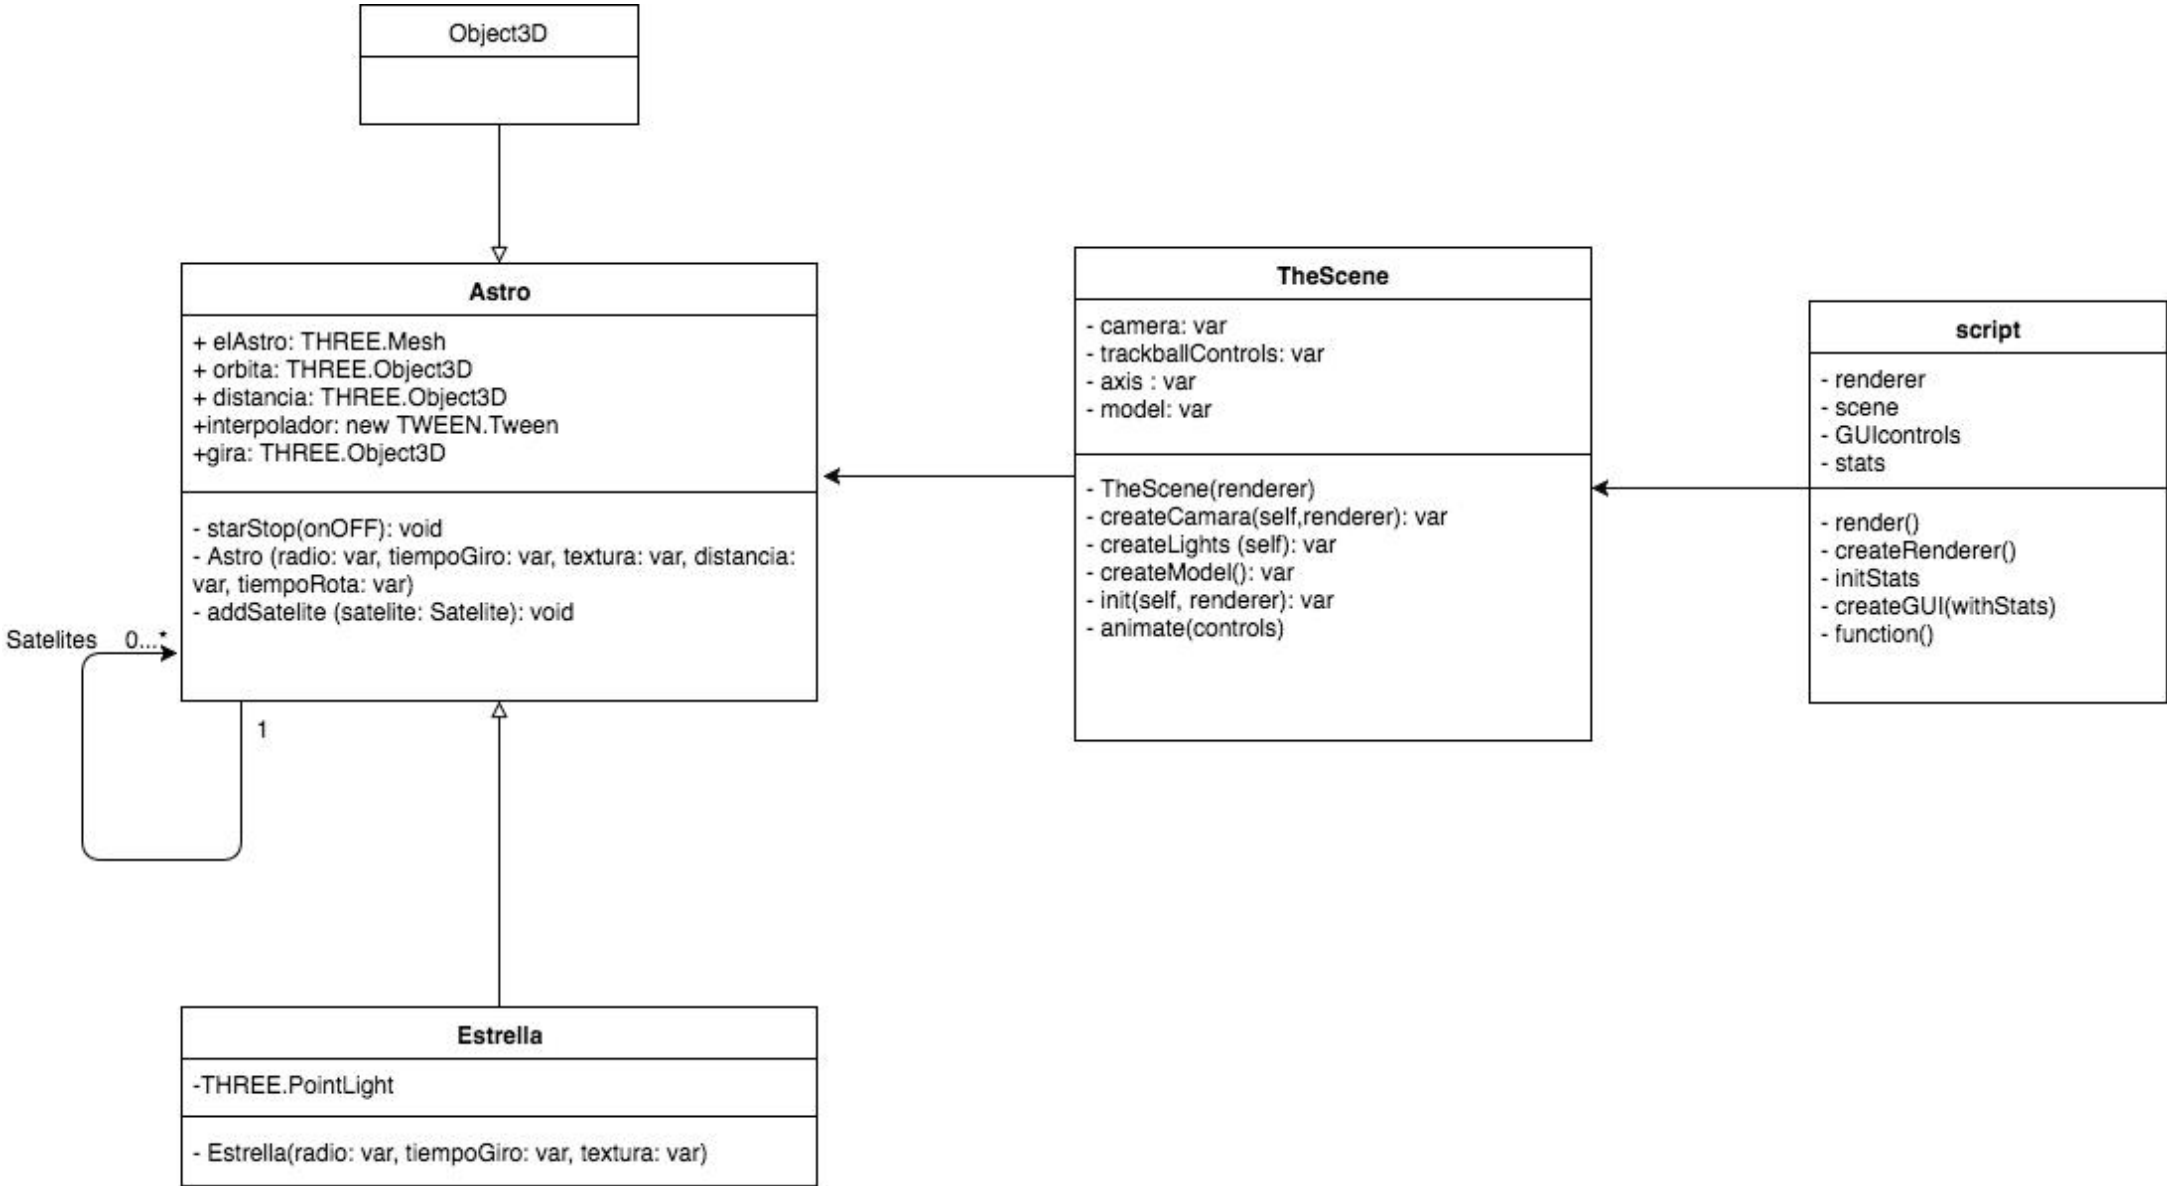 Object3D
Astro
+ elAstro: THREE.Mesh
+ orbita: THREE.Object3D
+ distancia: THREE.Object3D
+interpolador: new TWEEN.Tween
+gira: THREE.Object3D
- starStop(onOFF): void
- Astro (radio: var, tiempoGiro: var, textura: var, distancia:
var, tiempoRota: var)
- addSatelite (satelite: Satelite): void
Satelites 0...*
1
Estrella
-THREE.PointLight
- Estrella(radio: var, tiempoGiro: var, textura: var)
TheScene
- camera: var
- trackballControls: var
- axis : var
- model: var
- TheScene(renderer)
- createCamara(self,renderer): var
- createLights (self): var
- createModel(): var
- init(self, renderer): var
- animate(controls)
script
- renderer
- scene
- GUIcontrols
- stats
- render()
- createRenderer()
- initStats
- createGUI(withStats)
- function()